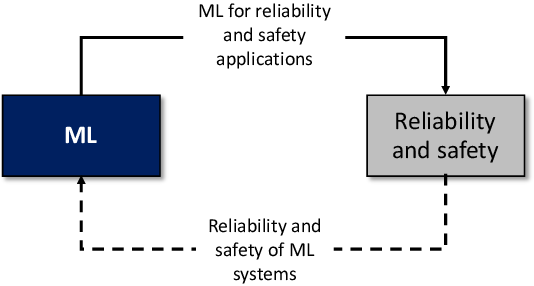 ML for reliability
and safety
applications
ML
Reliability
and safety
Reliability and
safety of ML
systems